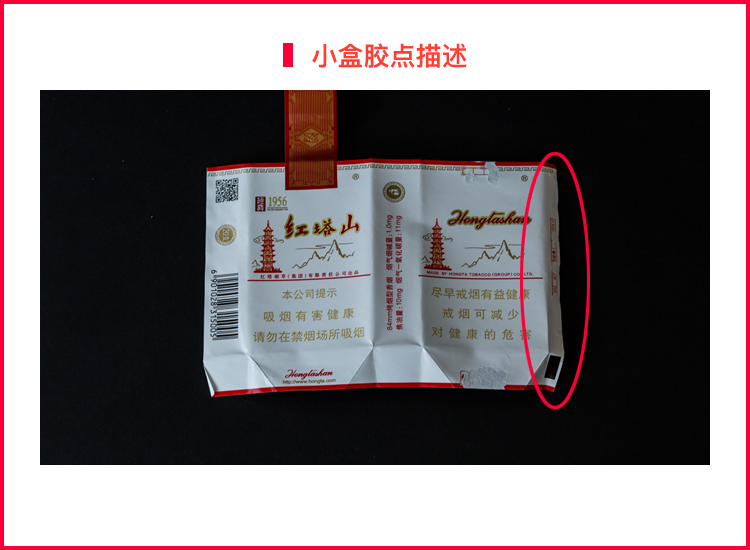 小盒胶点描述
1956
®
红塔山
红塔烟草(集团)有限责任公司出品
本公司提示
吸烟有害健康
请勿在禁烟场所吸烟
Hongtashan
http://www.hongta.com
6901028315005
84mm烤烟型香烟 烟气烟碱量:1.0mg
焦油量:10mg 烟气一氧化碳量:11mg
®
Hongtashan
MADE BY HONGTA TOBACCO (GROUP) CO., LTD.
尽早戒烟有益健康
戒烟可减少
对健康的危害